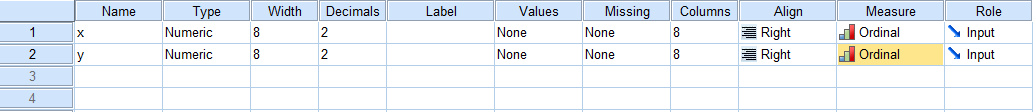 Name Type Width Decimals Label Values Missing Columns Align Measure Role
1 x Numeric 8 2 None None 8 Right Ordinal Input
2 y Numeric 8 2 None None 8 Right Ordinal Input
3
4